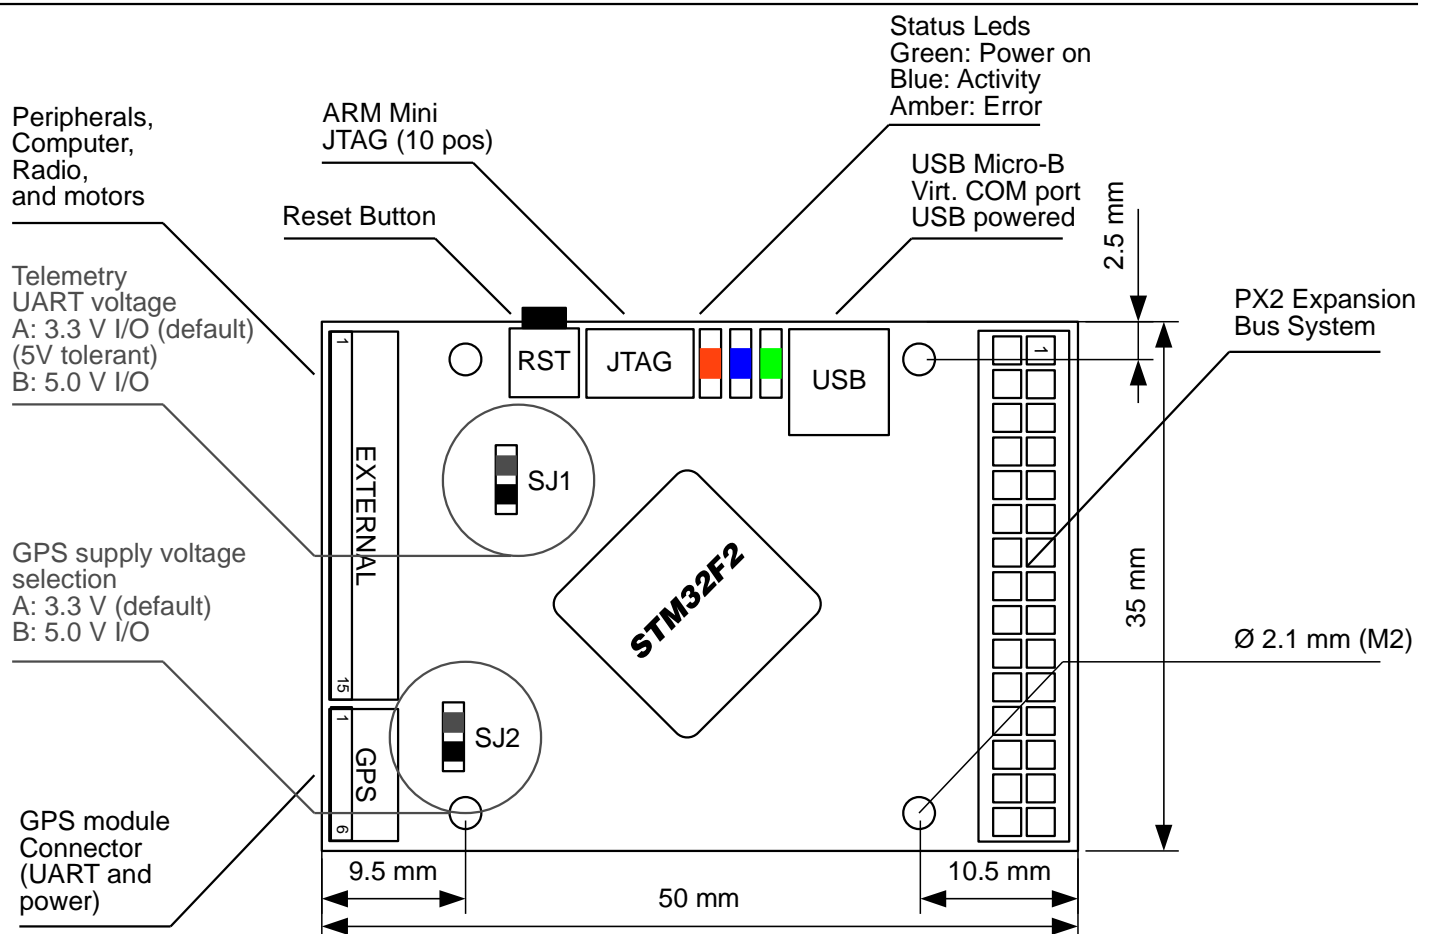 Status Leds
Green: Power on
Blue: Activity
Amber: Error
Peripherals,
Computer,
Radio,
and motors
ARM Mini
JTAG (10 pos)
USB Micro-B
Virt. COM port
USB powered
Reset Button
2.5 mm
Telemetry
UART voltage
A: 3.3 V I/O (default)
(5V tolerant)
B: 5.0 V I/O
PX2 Expansion
Bus System
1
RST
JTAG
USB
1
EXTERNAL
15
SJ1
STM32F2
35 mm
GPS supply voltage
selection
A: 3.3 V (default)
B: 5.0 V I/O
Ø 2.1 mm (M2)
1
GPS
6
SJ2
GPS module
Connector
(UART and
power)
9.5 mm
50 mm
10.5 mm